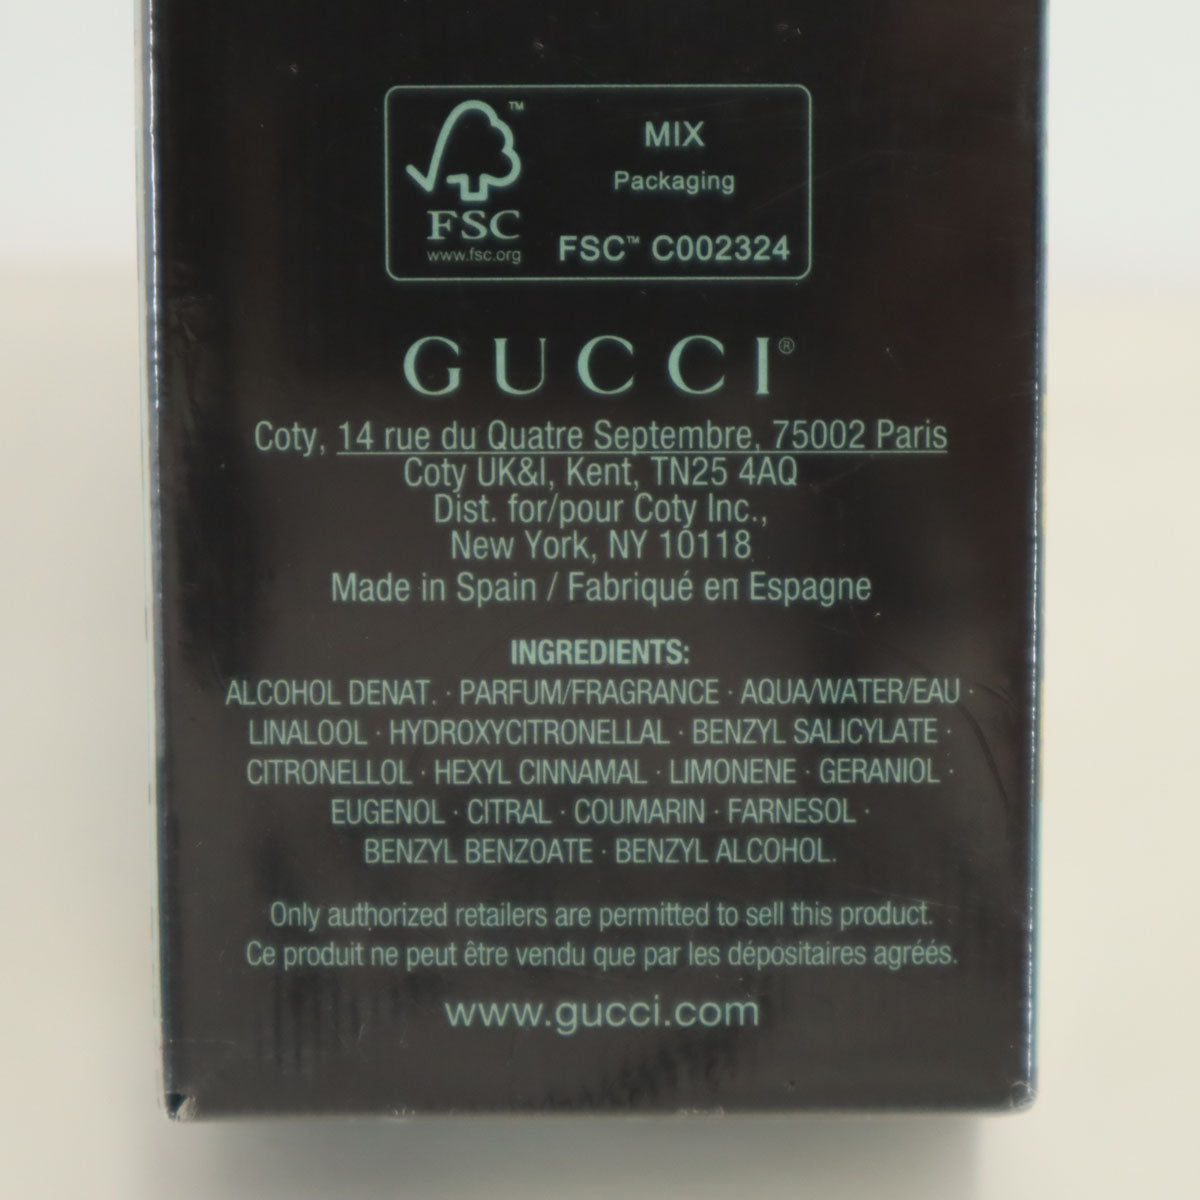 ™
MIX
Packaging
FSC
www.fsc.org
FSC™ C002324
GUCCI®
Coty, 14 rue du Quatre Septembre, 75002 Paris
Coty UK&I, Kent, TN25 4AQ
Dist. for/pour Coty Inc.,
New York, NY 10118
Made in Spain / Fabriqué en Espagne
INGREDIENTS:
ALCOHOL DENAT. · PARFUM/FRAGRANCE · AQUA/WATER/EAU ·
LINALOOL · HYDROXYCITRONELLAL · BENZYL SALICYLATE ·
CITRONELLOL · HEXYL CINNAMAL · LIMONENE · GERANIOL ·
EUGENOL · CITRAL · COUMARIN · FARNESOL ·
BENZYL BENZOATE · BENZYL ALCOHOL.
Only authorized retailers are permitted to sell this product.
Ce produit ne peut être vendu que par les dépositaires agréés.
www.gucci.com